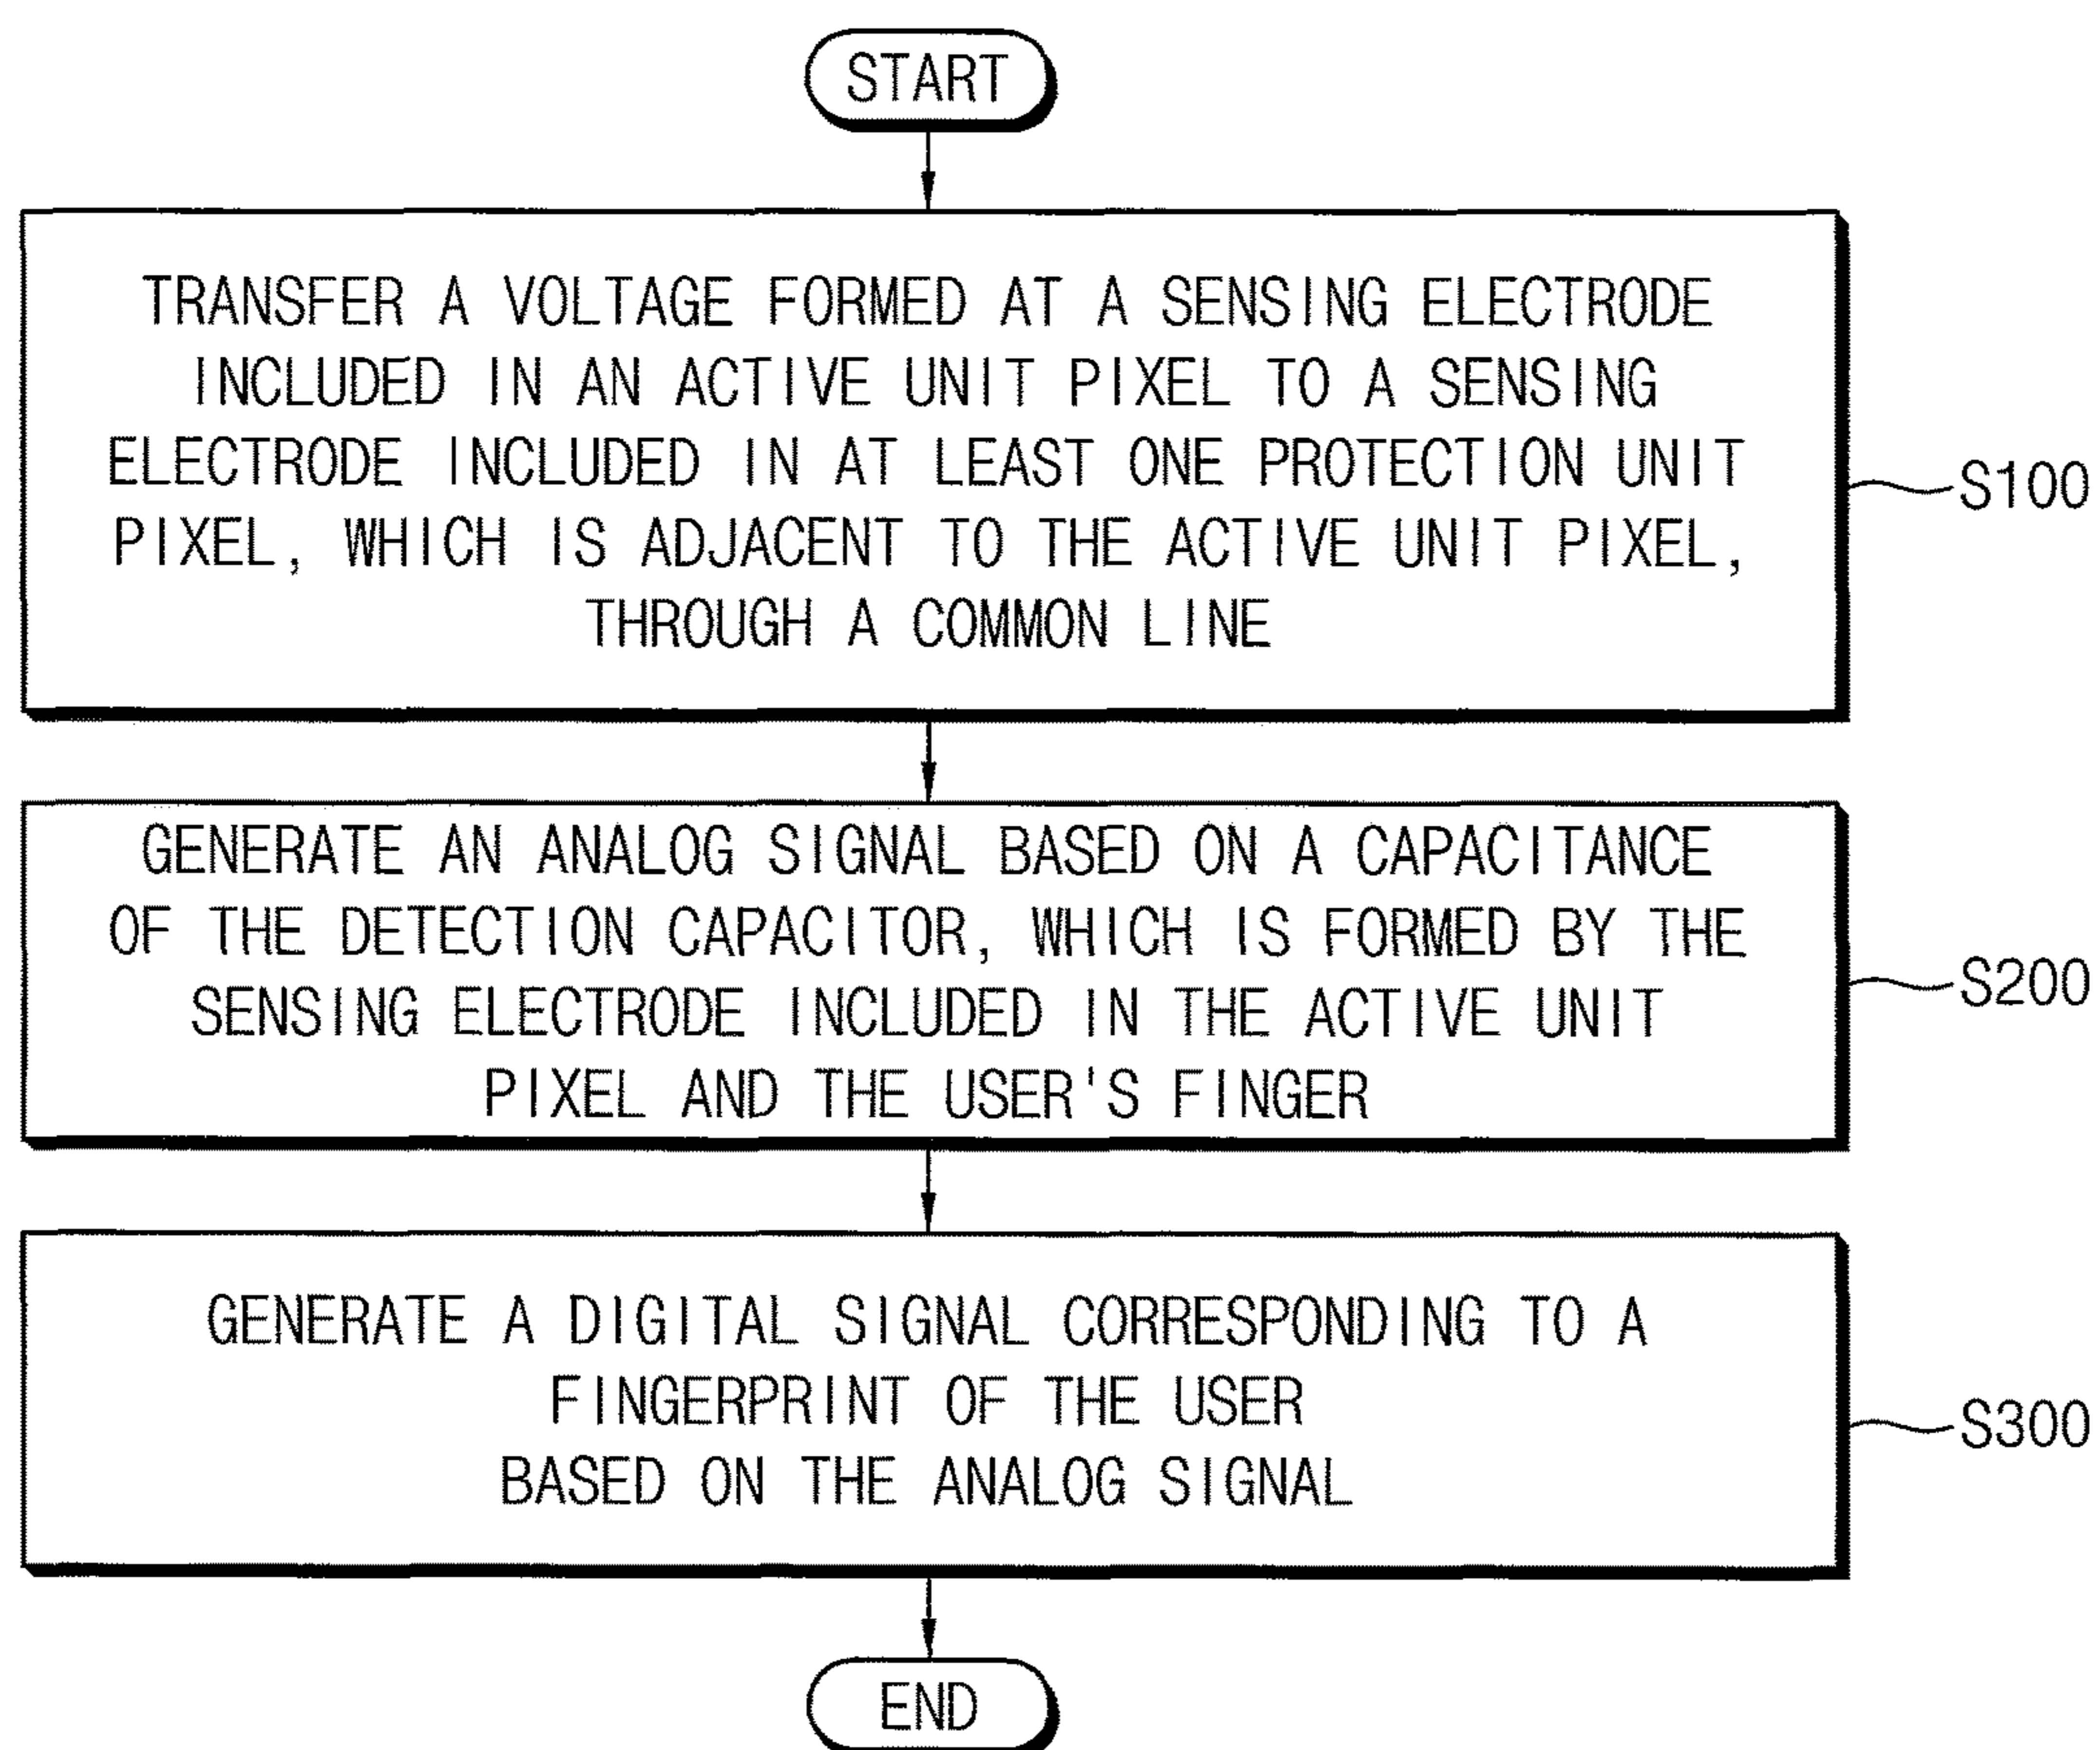 START
TRANSFER A VOLTAGE FORMED AT A SENSING ELECTRODE
INCLUDED IN AN ACTIVE UNIT PIXEL TO A SENSING
ELECTRODE INCLUDED IN AT LEAST ONE PROTECTION UNIT
PIXEL, WHICH IS ADJACENT TO THE ACTIVE UNIT PIXEL,
THROUGH A COMMON LINE
S100
GENERATE AN ANALOG SIGNAL BASED ON A CAPACITANCE
OF THE DETECTION CAPACITOR, WHICH IS FORMED BY THE
SENSING ELECTRODE INCLUDED IN THE ACTIVE UNIT
PIXEL AND THE USER'S FINGER
S200
GENERATE A DIGITAL SIGNAL CORRESPONDING TO A
FINGERPRINT OF THE USER
BASED ON THE ANALOG SIGNAL
S300
END